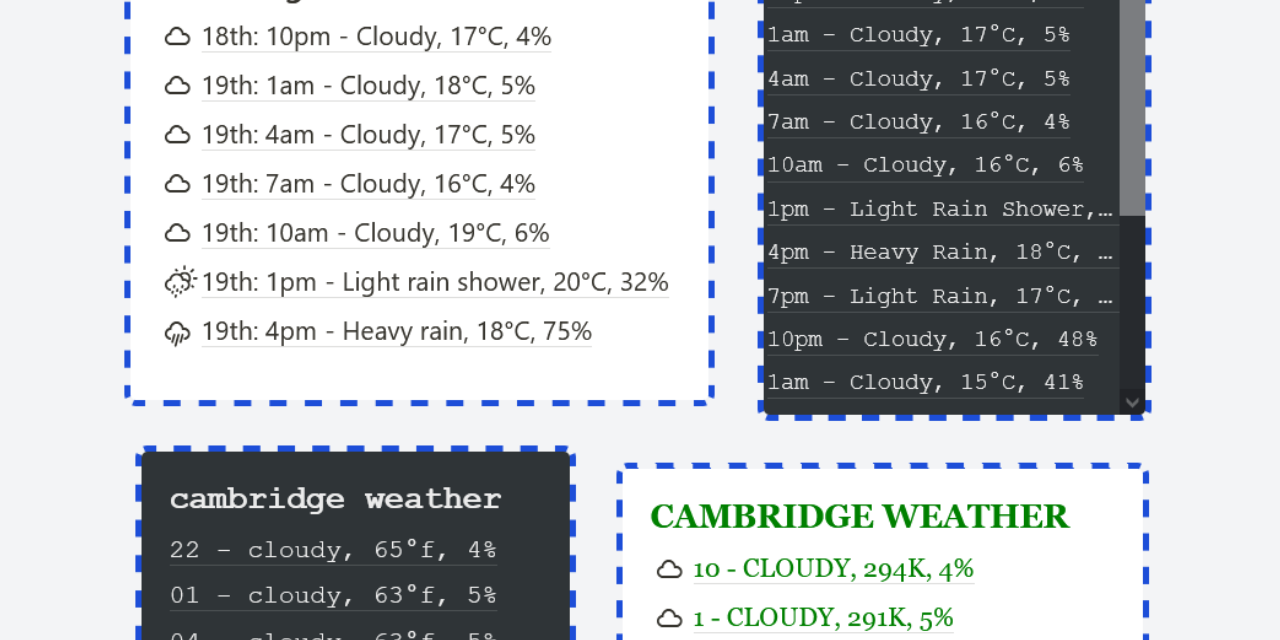 18th: 10pm - Cloudy, 17°C, 4%
19th: 1am - Cloudy, 18°C, 5%
19th: 4am - Cloudy, 17°C, 5%
19th: 7am - Cloudy, 16°C, 4%
19th: 10am - Cloudy, 19°C, 6%
19th: 1pm - Light rain shower, 20°C, 32%
19th: 4pm - Heavy rain, 18°C, 75%
1am - Cloudy, 17°C, 5%
4am - Cloudy, 17°C, 5%
7am - Cloudy, 16°C, 4%
10am - Cloudy, 16°C, 6%
1pm - Light Rain Shower,…
4pm - Heavy Rain, 18°C, …
7pm - Light Rain, 17°C, …
10pm - Cloudy, 16°C, 48%
1am - Cloudy, 15°C, 41%
cambridge weather
22 - cloudy, 65°f, 4%
01 - cloudy, 63°f, 5%
04 - cloudy, 63°f, 5%
CAMBRIDGE WEATHER
10 - CLOUDY, 294K, 4%
1 - CLOUDY, 291K, 5%